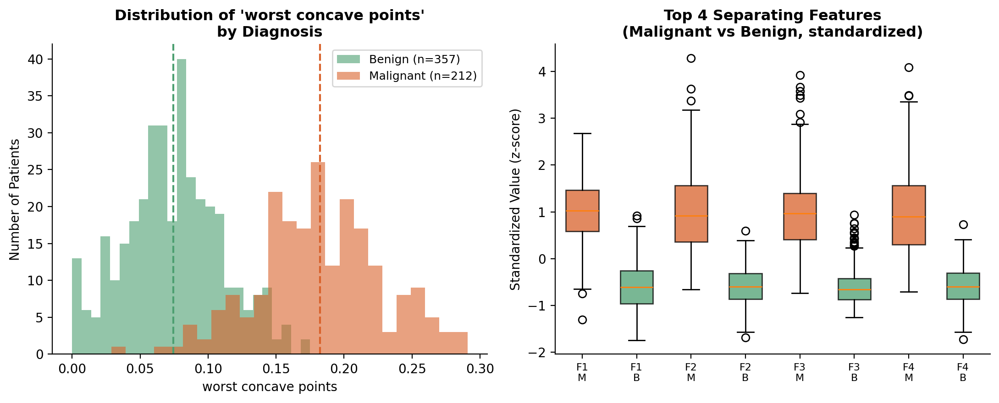 Distribution of 'worst concave points'
by Diagnosis
Benign (n=357)
Malignant (n=212)
40
35
30
25
20
15
10
5
0
Number of Patients
0.00 0.05 0.10 0.15 0.20 0.25 0.30
worst concave points
Top 4 Separating Features
(Malignant vs Benign, standardized)
4
3
2
1
0
−1
−2
Standardized Value (z-score)
F1 F1 F2 F2 F3 F3 F4 F4
M B M B M B M B